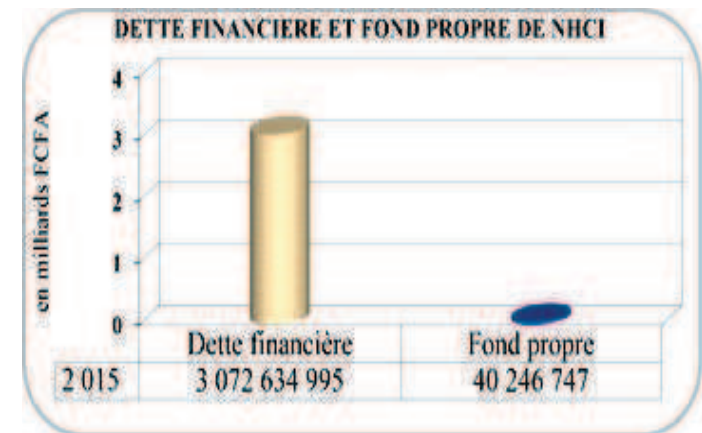 DETTE FINANCIERE ET FOND PROPRE DE NHCI
en milliards FCFA
4
3
2
1
0
Dette financière Fond propre
2 015 3 072 634 995 40 246 747